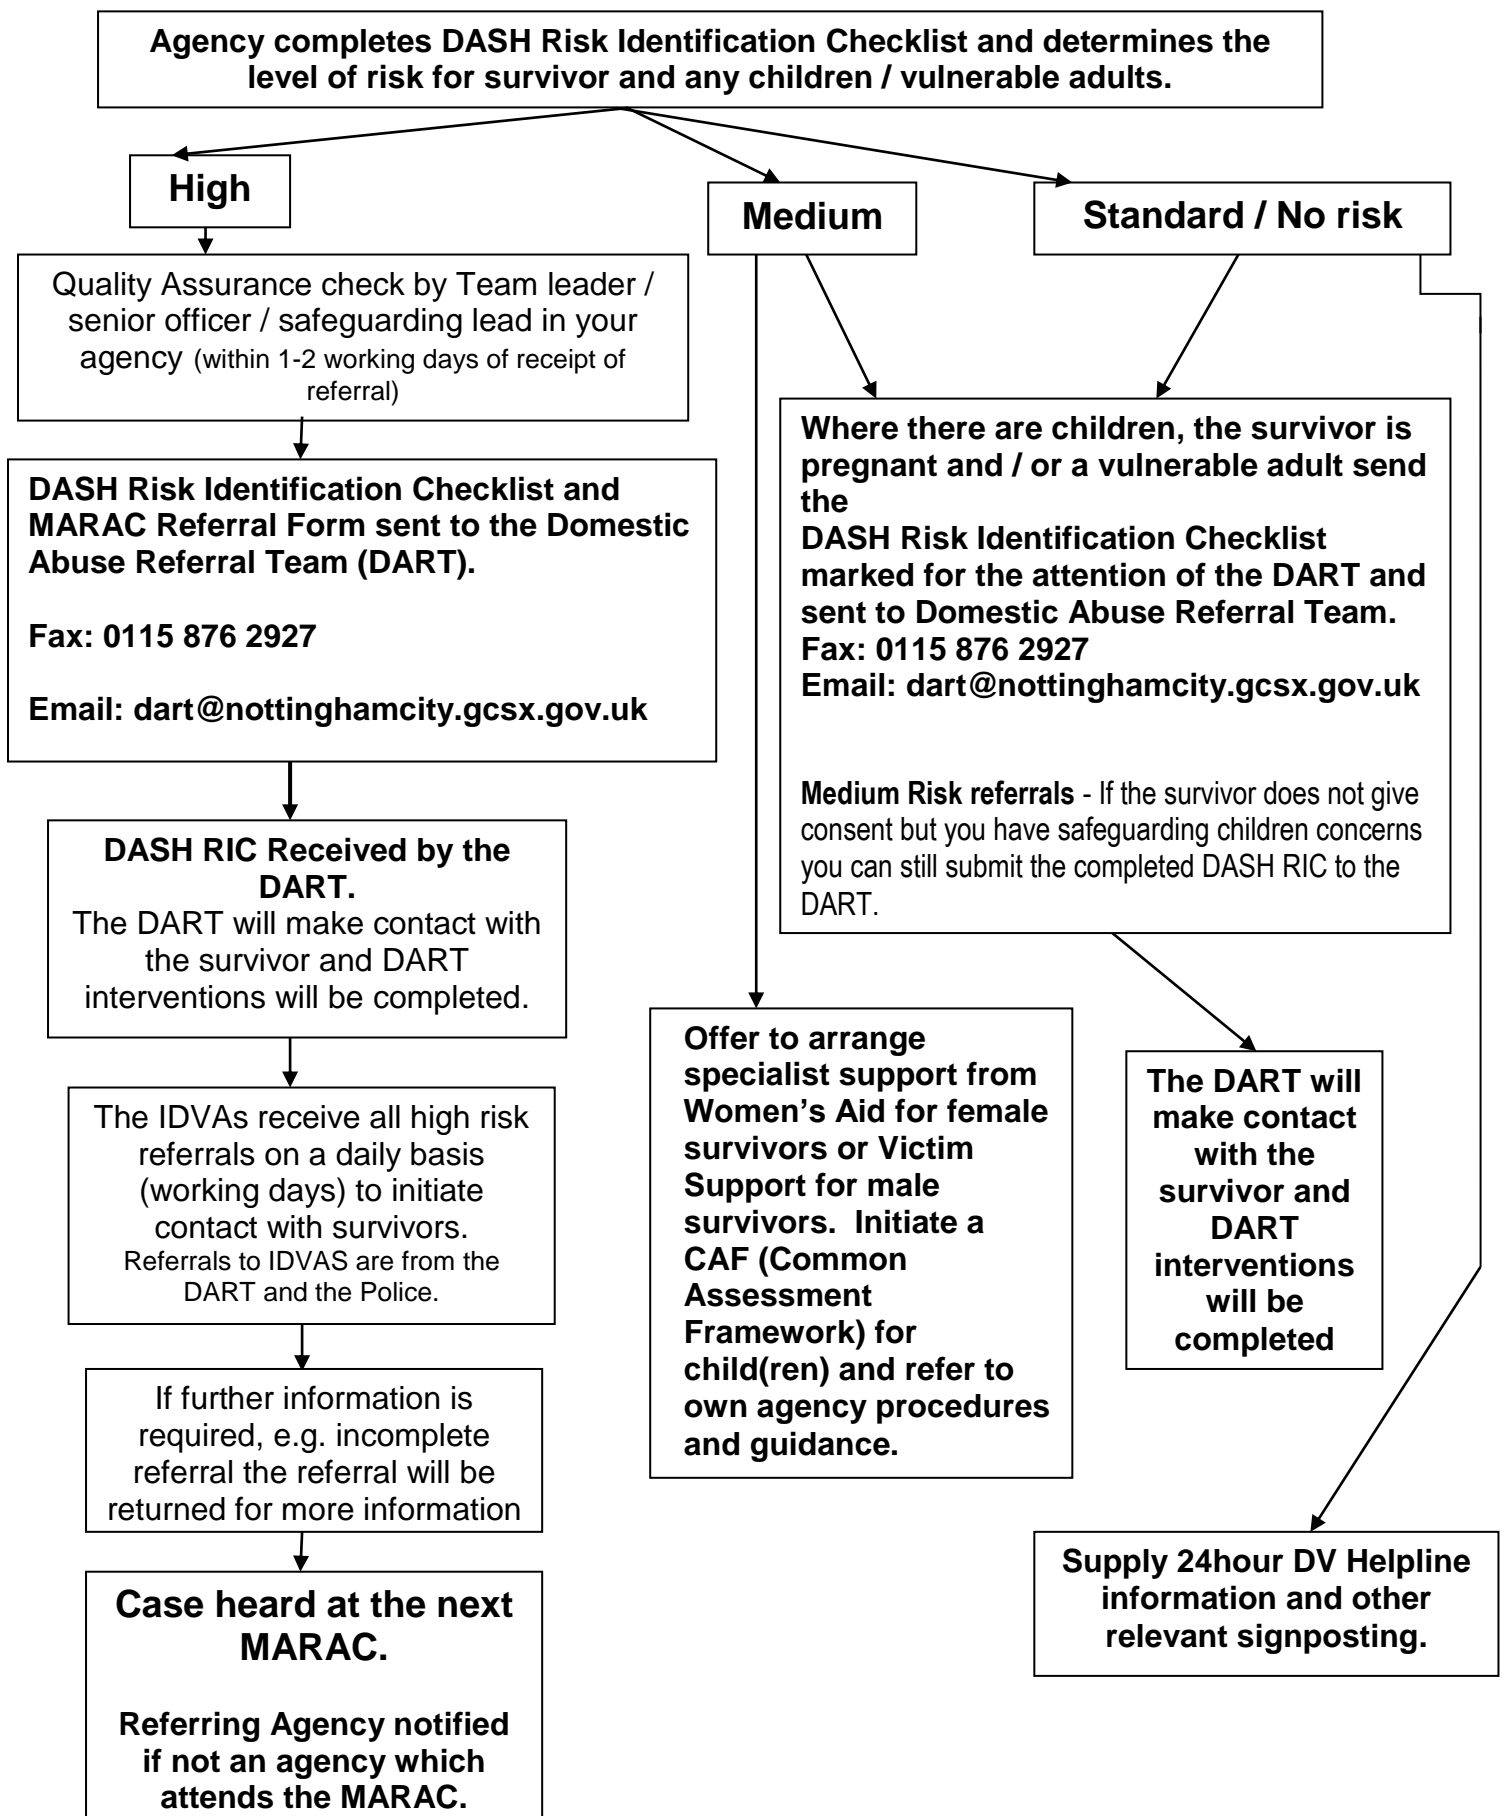 Agency completes DASH Risk Identification Checklist and determines the
level of risk for survivor and any children / vulnerable adults.
High
Medium
Standard / No risk
Quality Assurance check by Team leader /
senior officer / safeguarding lead in your
agency (within 1-2 working days of receipt of
referral)
DASH Risk Identification Checklist and
MARAC Referral Form sent to the Domestic
Abuse Referral Team (DART).
Fax: 0115 876 2927
Email: dart@nottinghamcity.gcsx.gov.uk
Where there are children, the survivor is
pregnant and / or a vulnerable adult send
the
DASH Risk Identification Checklist
marked for the attention of the DART and
sent to Domestic Abuse Referral Team.
Fax: 0115 876 2927
Email: dart@nottinghamcity.gcsx.gov.uk
Medium Risk referrals - If the survivor does not give
consent but you have safeguarding children concerns
you can still submit the completed DASH RIC to the
DART.
DASH RIC Received by the
DART.
The DART will make contact with
the survivor and DART
interventions will be completed.
The IDVAs receive all high risk
referrals on a daily basis
(working days) to initiate
contact with survivors.
Referrals to IDVAS are from the
DART and the Police.
If further information is
required, e.g. incomplete
referral the referral will be
returned for more information
Case heard at the next
MARAC.
Referring Agency notified
if not an agency which
attends the MARAC.
Offer to arrange
specialist support from
Women’s Aid for female
survivors or Victim
Support for male
survivors.  Initiate a
CAF (Common
Assessment
Framework) for
child(ren) and refer to
own agency procedures
and guidance.
The DART will
make contact
with the
survivor and
DART
interventions
will be
completed
Supply 24hour DV Helpline
information and other
relevant signposting.